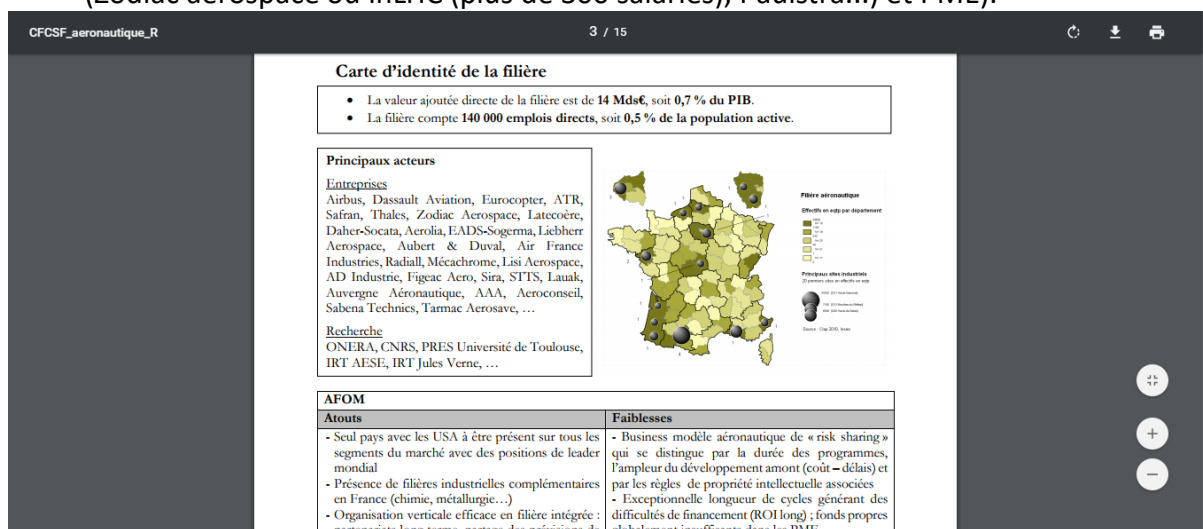 (Zodiac aerospace ou
CFCSF_aeronautique_R
3 / 15
Carte d'identité de la filière
• La valeur ajoutée directe de la filière est de 14 Mds€, soit 0,7 % du PIB.
• La filière compte 140 000 emplois directs, soit 0,5 % de la population active.
Principaux acteurs
Entreprises
Airbus, Dassault Aviation, Eurocopter, ATR,
Safran, Thales, Zodiac Aerospace, Latecoère,
Daher-Socata, Aerolia, EADS-Sogerma, Liebherr
Aerospace, Aubert & Duval, Air France
Industries, Radiall, Mécachrome, Lisi Aerospace,
AD Industrie, Figeac Aero, Sira, STTS, Lauak,
Auvergne Aéronautique, AAA, Aeroconseil,
Sabena Technics, Tarmac Aerosave, …
Recherche
ONERA, CNRS, PRES Université de Toulouse,
IRT AESE, IRT Jules Verne, …
Filière aéronautique
Effectifs en eqtp par département
Principaux sites industriels
20 premiers sites en effectifs en eqtp
Source : Clap 2010, Insee
AFOM
Atouts
- Seul pays avec les USA à être présent sur tous les
segments du marché avec des positions de leader
mondial
- Présence de filières industrielles complémentaires
en France (chimie, métallurgie…)
- Organisation verticale efficace en filière intégrée :
Faiblesses
- Business modèle aéronautique de « risk sharing »
qui se distingue par la durée des programmes,
l'ampleur du développement amont (coût – délais) et
par les règles de propriété intellectuelle associées
- Exceptionnelle longueur de cycles générant des
difficultés de financement (ROI long) ; fonds propres